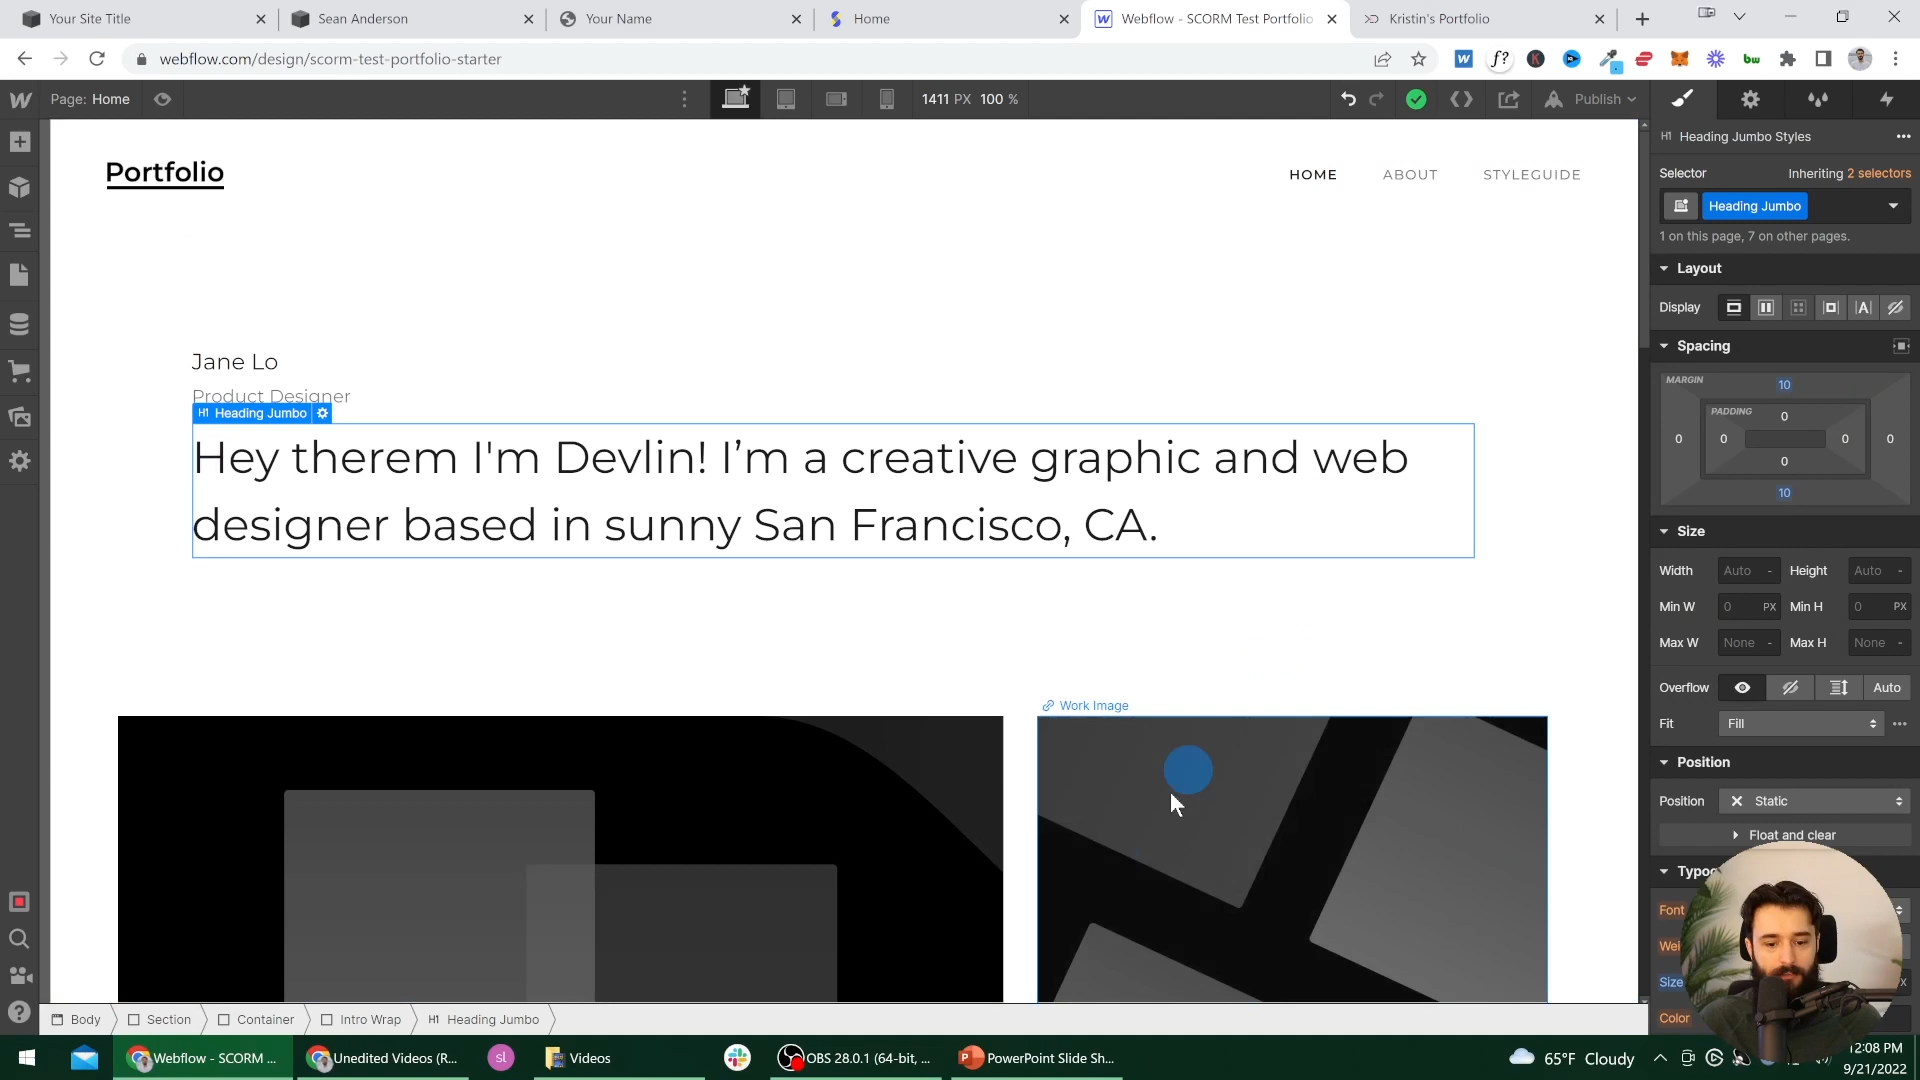 Your Site Title
Sean Anderson
Your Name
Home
Webflow - SCORM Test Portfolio
Kristin's Portfolio
webflow.com/design/scorm-test-portfolio-starter
Page: Home
1411 PX 100 %
Publish
H1 Heading Jumbo Styles
Selector
Inheriting 2 selectors
Heading Jumbo
1 on this page, 7 on other pages.
Layout
Display
Spacing
MARGIN
10
PADDING
0
0 0 0 0
0
10
Size
Width Auto - Height Auto -
Min W 0 PX Min H 0 PX
Max W None - Max H None -
Overflow Auto
Fit Fill
Position
Position Static
Float and clear
Font
Size
Color
Portfolio
HOME ABOUT STYLEGUIDE
Jane Lo
Product Designer
H1 Heading Jumbo
Hey therem I'm Devlin! I’m a creative graphic and web
designer based in sunny San Francisco, CA.
Work Image
Body Section Container Intro Wrap H1 Heading Jumbo
Webflow - SCORM ...
Unedited Videos (R...
sl
Videos
OBS 28.0.1 (64-bit, ...
PowerPoint Slide Sh...
65°F Cloudy
12:08 PM
9/21/2022